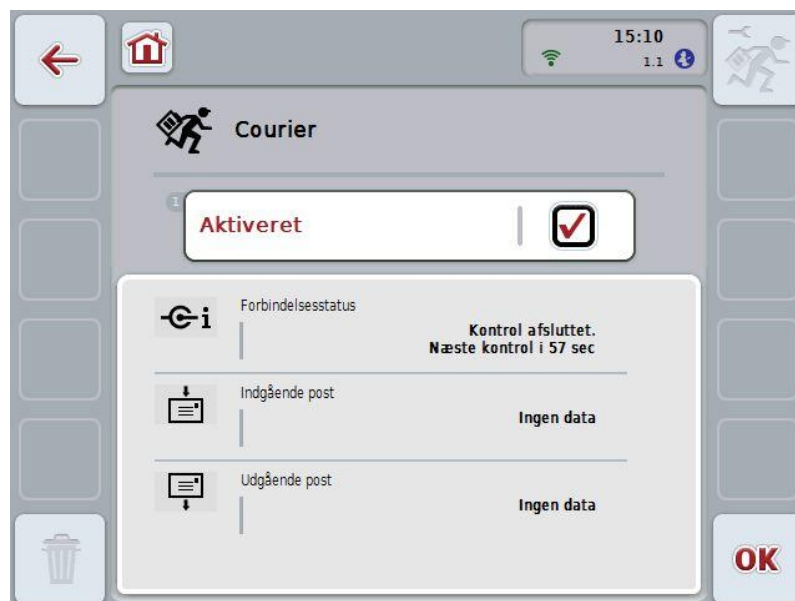 15:10
1.1
Courier
1
Aktiveret
Forbindelsesstatus
Kontrol afsluttet.
Næste kontrol i 57 sec
Indgående post
Ingen data
Udgående post
Ingen data
OK